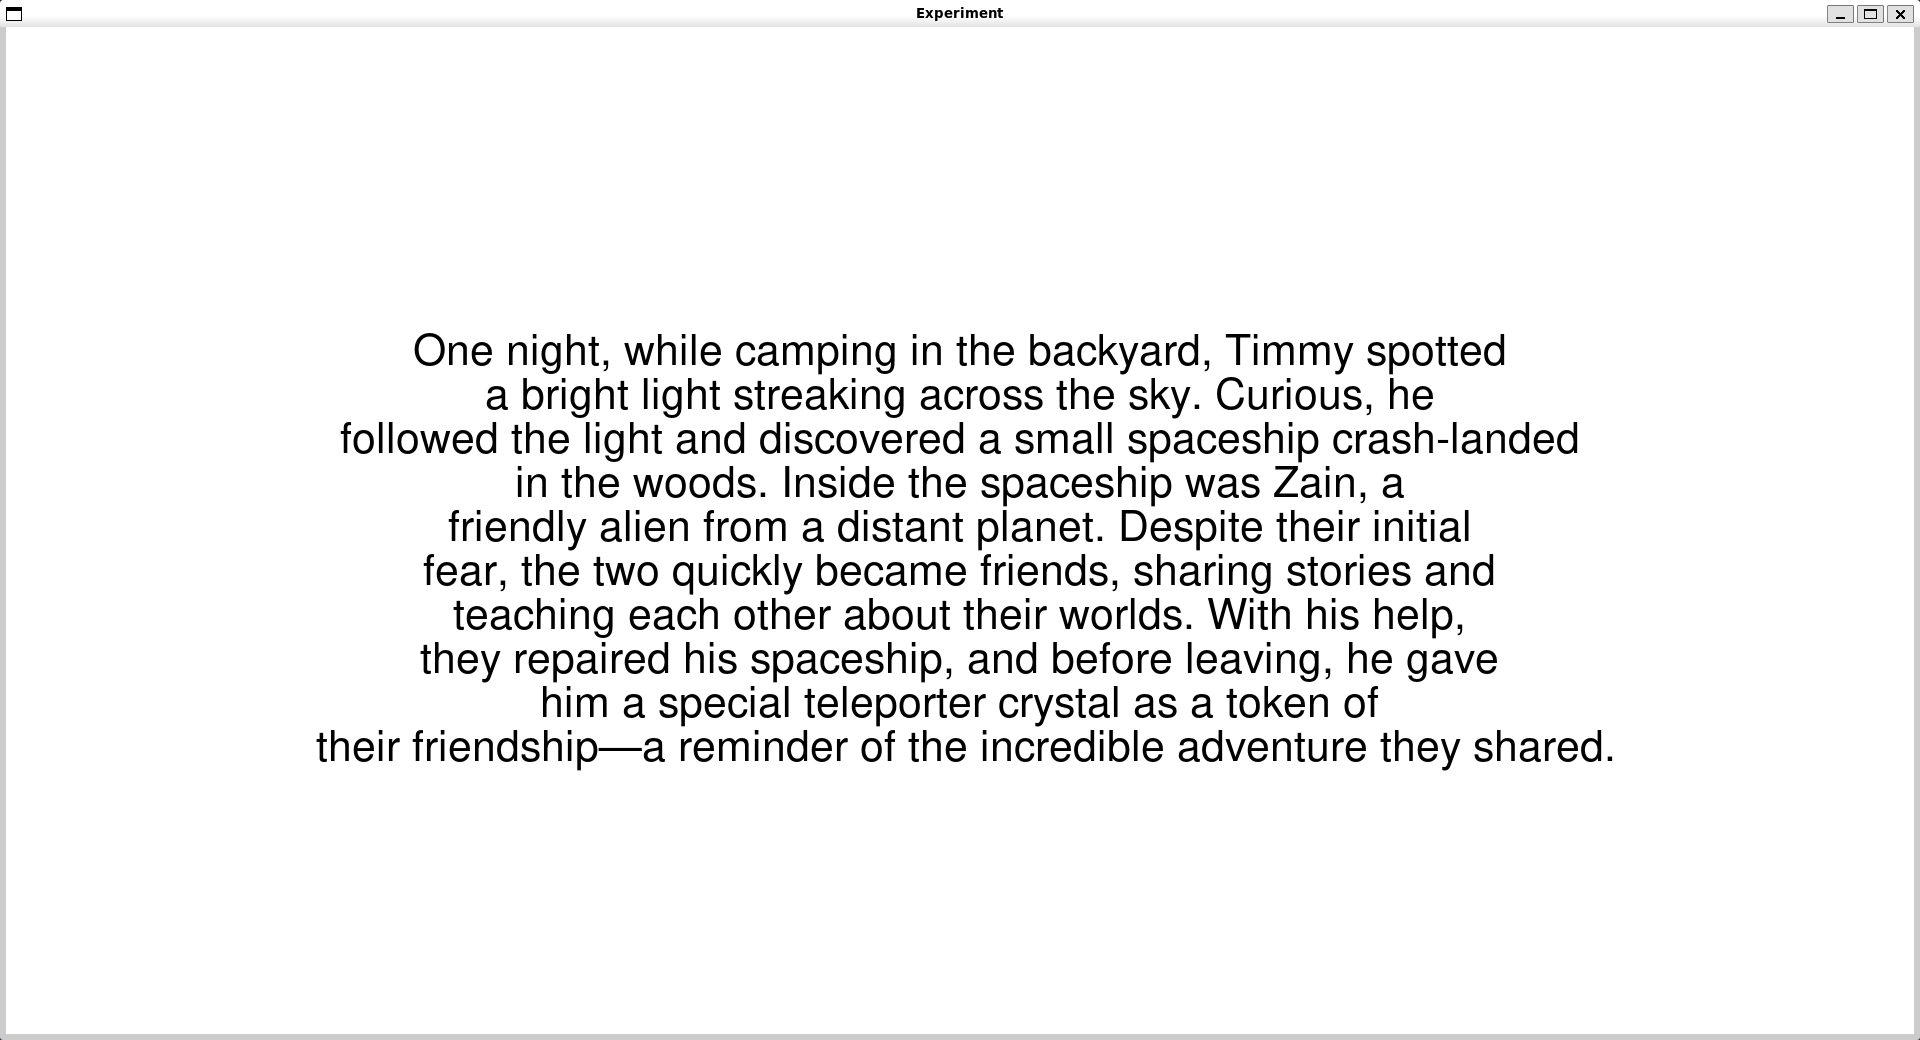 Experiment
One night, while camping in the backyard, Timmy spotted
a bright light streaking across the sky. Curious, he
followed the light and discovered a small spaceship crash-landed
in the woods. Inside the spaceship was Zain, a
friendly alien from a distant planet. Despite their initial
fear, the two quickly became friends, sharing stories and
teaching each other about their worlds. With his help,
they repaired his spaceship, and before leaving, he gave
him a special teleporter crystal as a token of
their friendship—a reminder of the incredible adventure they shared.